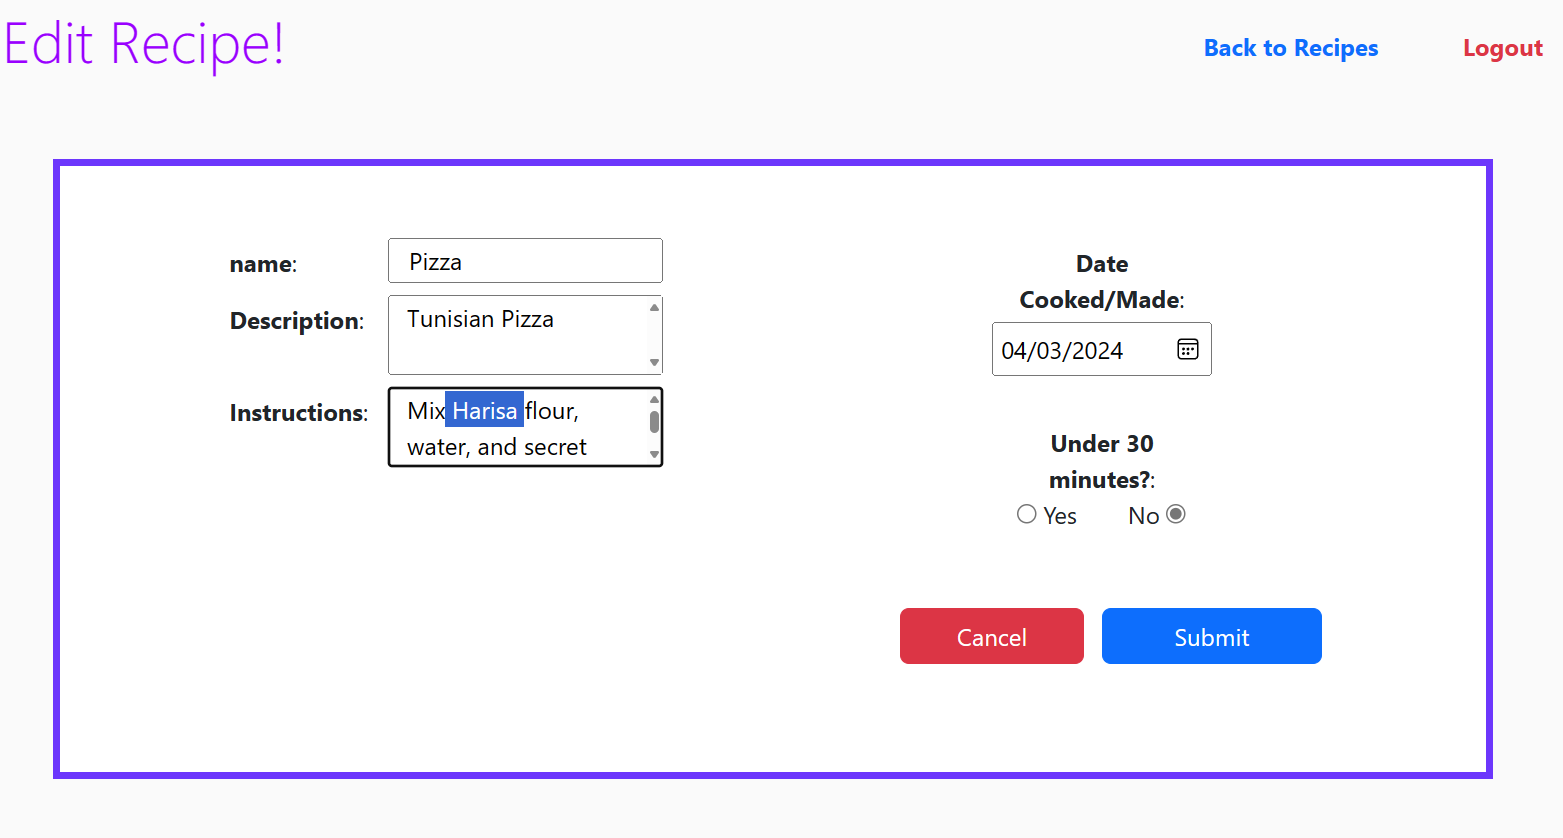 Edit Recipe!
Back to Recipes
Logout
name:
Pizza
Description:
Tunisian Pizza
Instructions:
Mix Harisa flour,
water, and secret
Date
Cooked/Made:
04/03/2024
Under 30
minutes?:
Yes No
Cancel
Submit